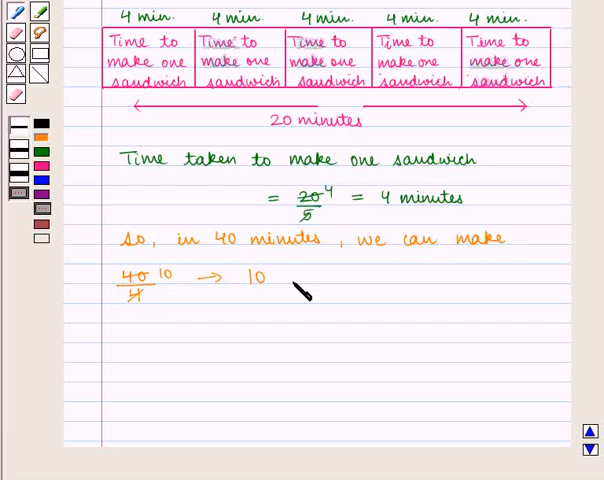 4 min. 4 min. 4 min. 4 min. 4 min.
Time to Time to Time to Time to Time to
make one make one make one make one make one
sandwich sandwich sandwich sandwich sandwich
20 minutes
Time taken to make one sandwich
= 20/5 4 = 4 minutes
So, in 40 minutes, we can make
40/4 10 → 10